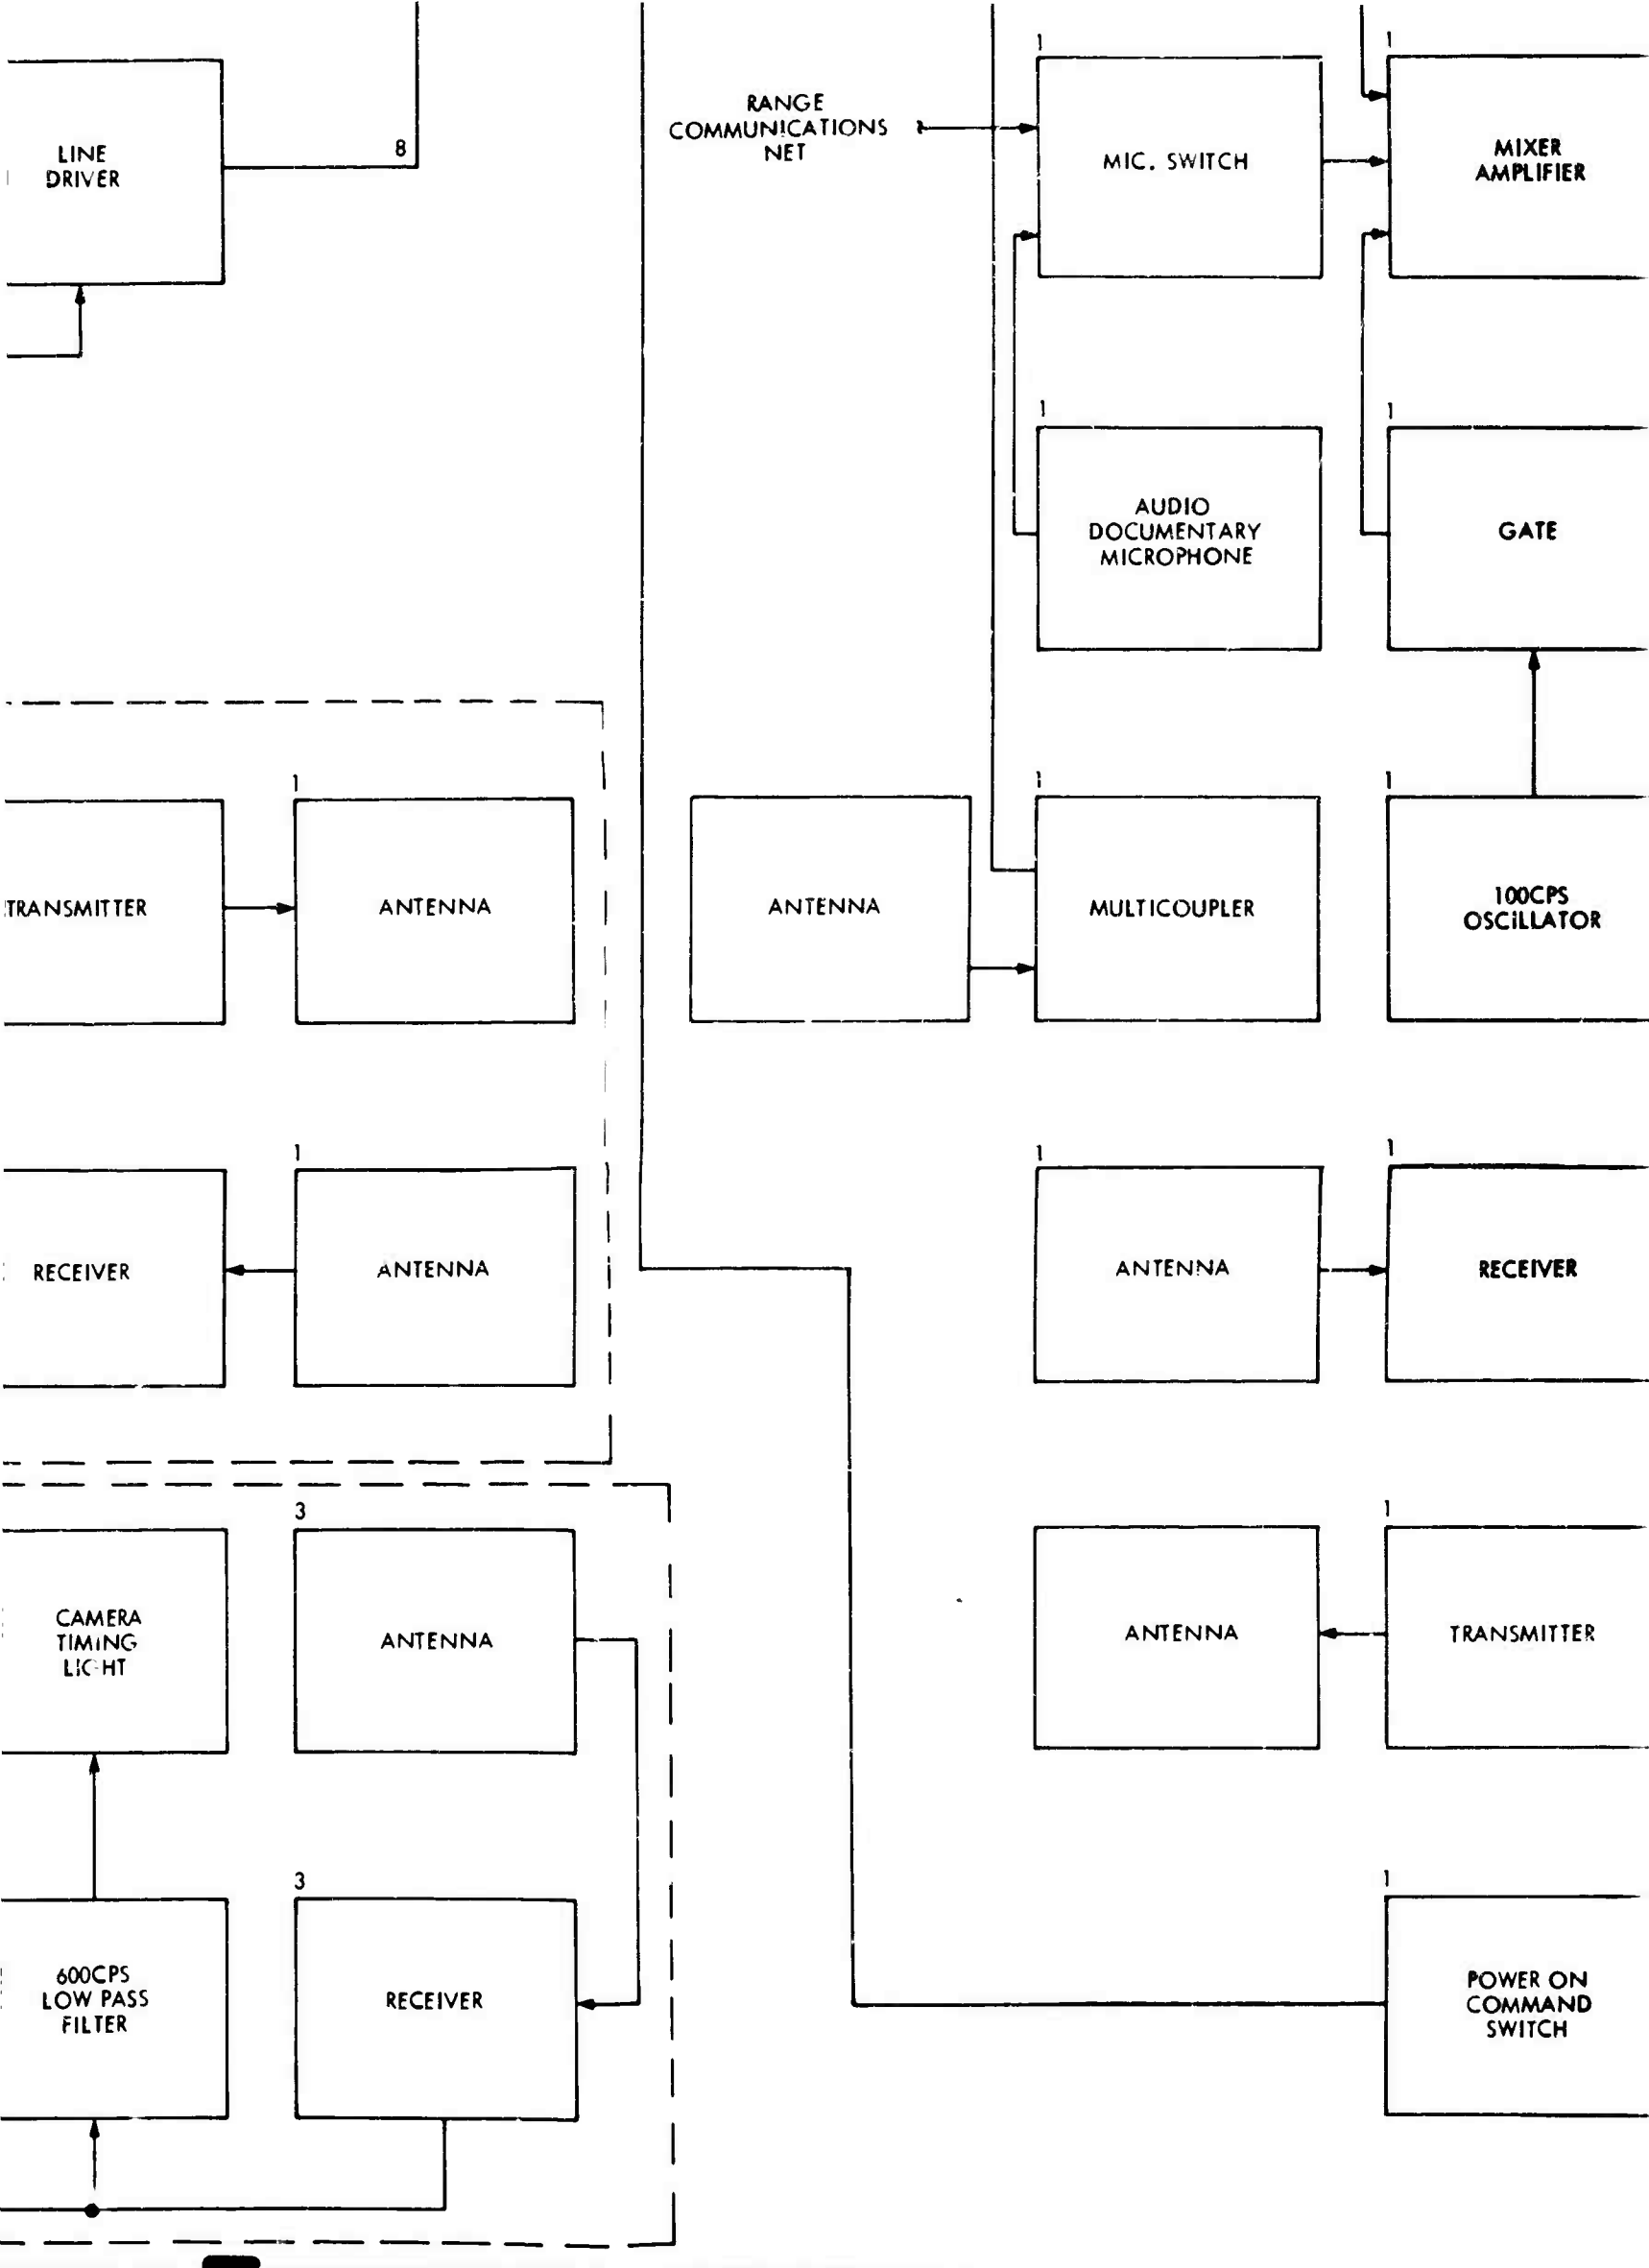 LINE
DRIVER
8
RANGE
COMMUNICATIONS
NET
1
MIC. SWITCH
1
MIXER
AMPLIFIER
1
AUDIO
DOCUMENTARY
MICROPHONE
1
GATE
TRANSMITTER
1
ANTENNA
ANTENNA
1
MULTICOUPLER
1
100CPS
OSCILLATOR
RECEIVER
1
ANTENNA
1
ANTENNA
1
RECEIVER
CAMERA
TIMING
LIGHT
3
ANTENNA
ANTENNA
1
TRANSMITTER
600CPS
LOW PASS
FILTER
3
RECEIVER
1
POWER ON
COMMAND
SWITCH